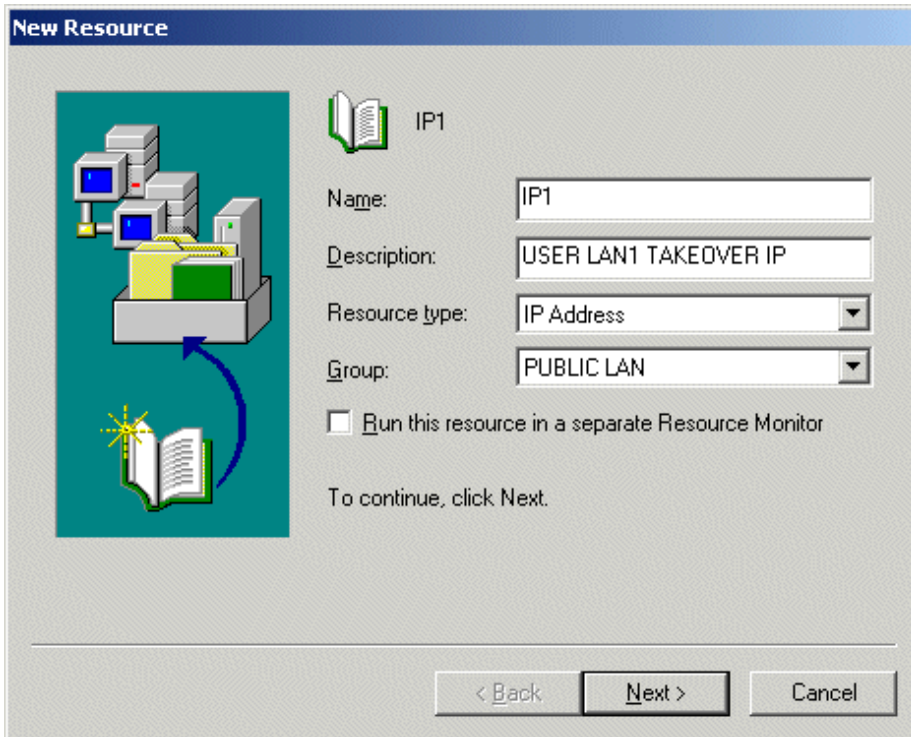 New Resource
IP1
Name: IP1
Description: USER LAN1 TAKEOVER IP
Resource type: IP Address
Group: PUBLIC LAN
Run this resource in a separate Resource Monitor
To continue, click Next.
< Back Next > Cancel